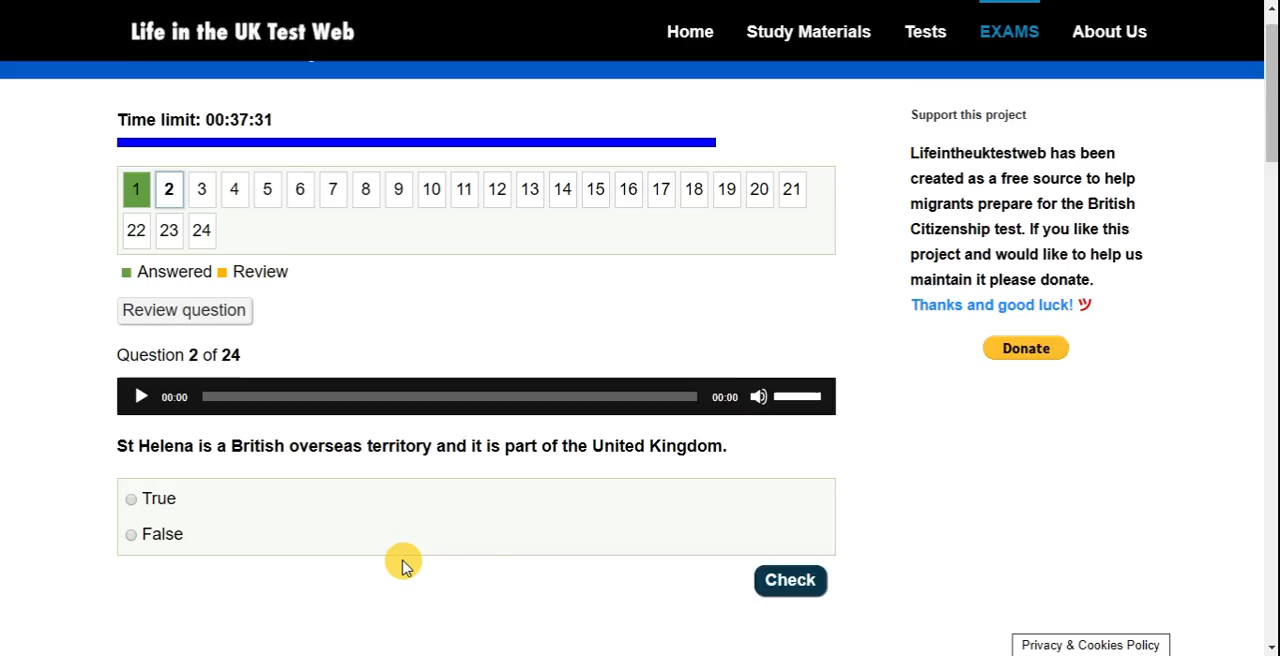 Life in the UK Test Web
Home Study Materials Tests EXAMS About Us
Time limit: 00:37:31
1 2 3 4 5 6 7 8 9 10 11 12 13 14 15 16 17 18 19 20 21
22 23 24
Answered Review
Review question
Question 2 of 24
00:00 00:00
St Helena is a British overseas territory and it is part of the United Kingdom.
True
False
Check
Support this project
Lifeintheuktestweb has been
created as a free source to help
migrants prepare for the British
Citizenship test. If you like this
project and would like to help us
maintain it please donate.
Thanks and good luck! ツ
Donate
Privacy & Cookies Policy